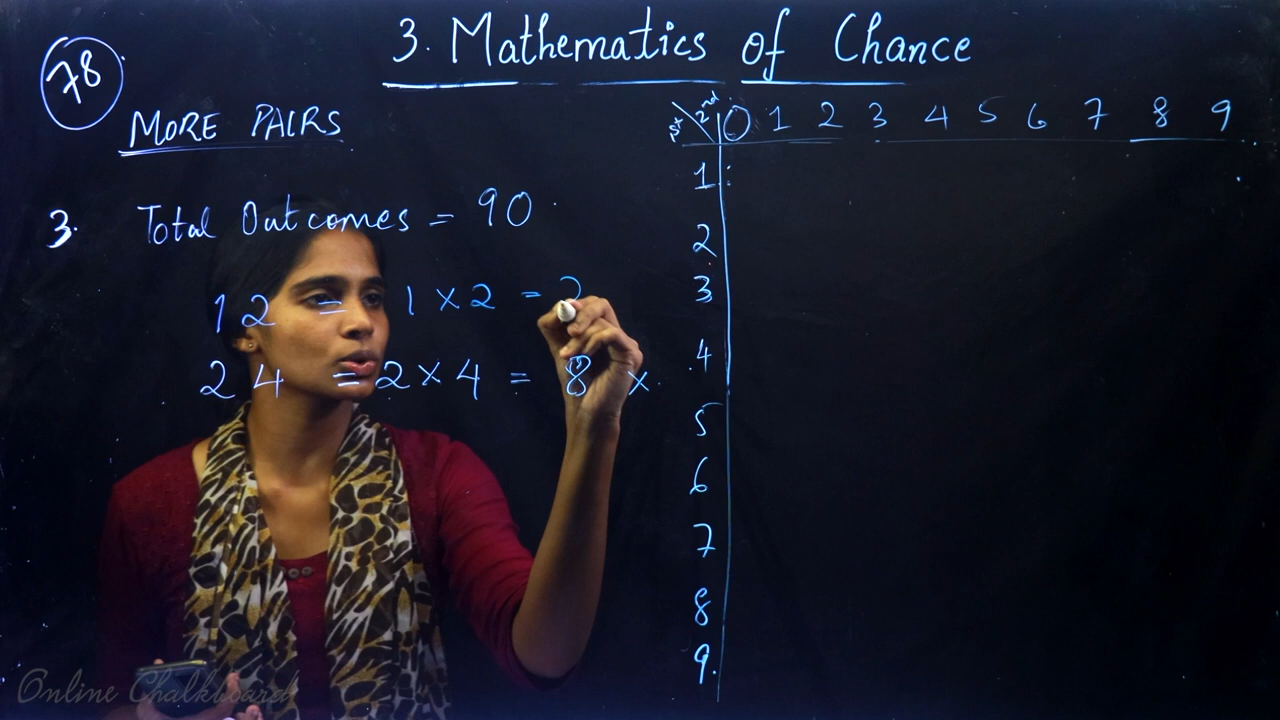 3. Mathematics of Chance
78
MORE PAIRS
3. Total Outcomes = 90
12 = 1 × 2 = 2
24 = 2 × 4 = 8 ×
1st 2nd 0 1 2 3 4 5 6 7 8 9
1
2
3
4
5
6
7
8
9
Online Chalkboard